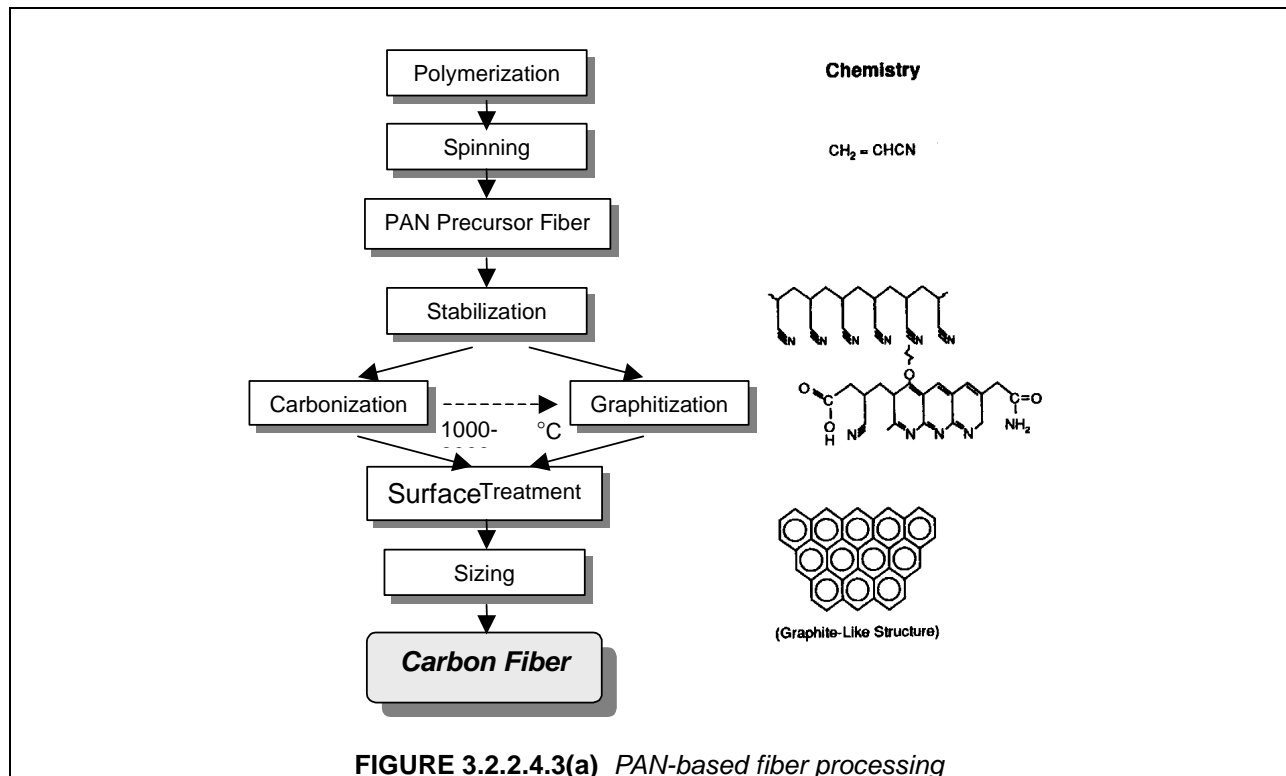 Polymerization
Spinning
PAN Precursor Fiber
Stabilization
Carbonization
Graphitization
1000-
°C
Surface Treatment
Sizing
Carbon Fiber
Chemistry
CH₂ = CHCN
N N N N N N
O
O C C=O
O N N N N NH₂
H
(Graphite-Like Structure)
FIGURE 3.2.2.4.3(a) PAN-based fiber processing